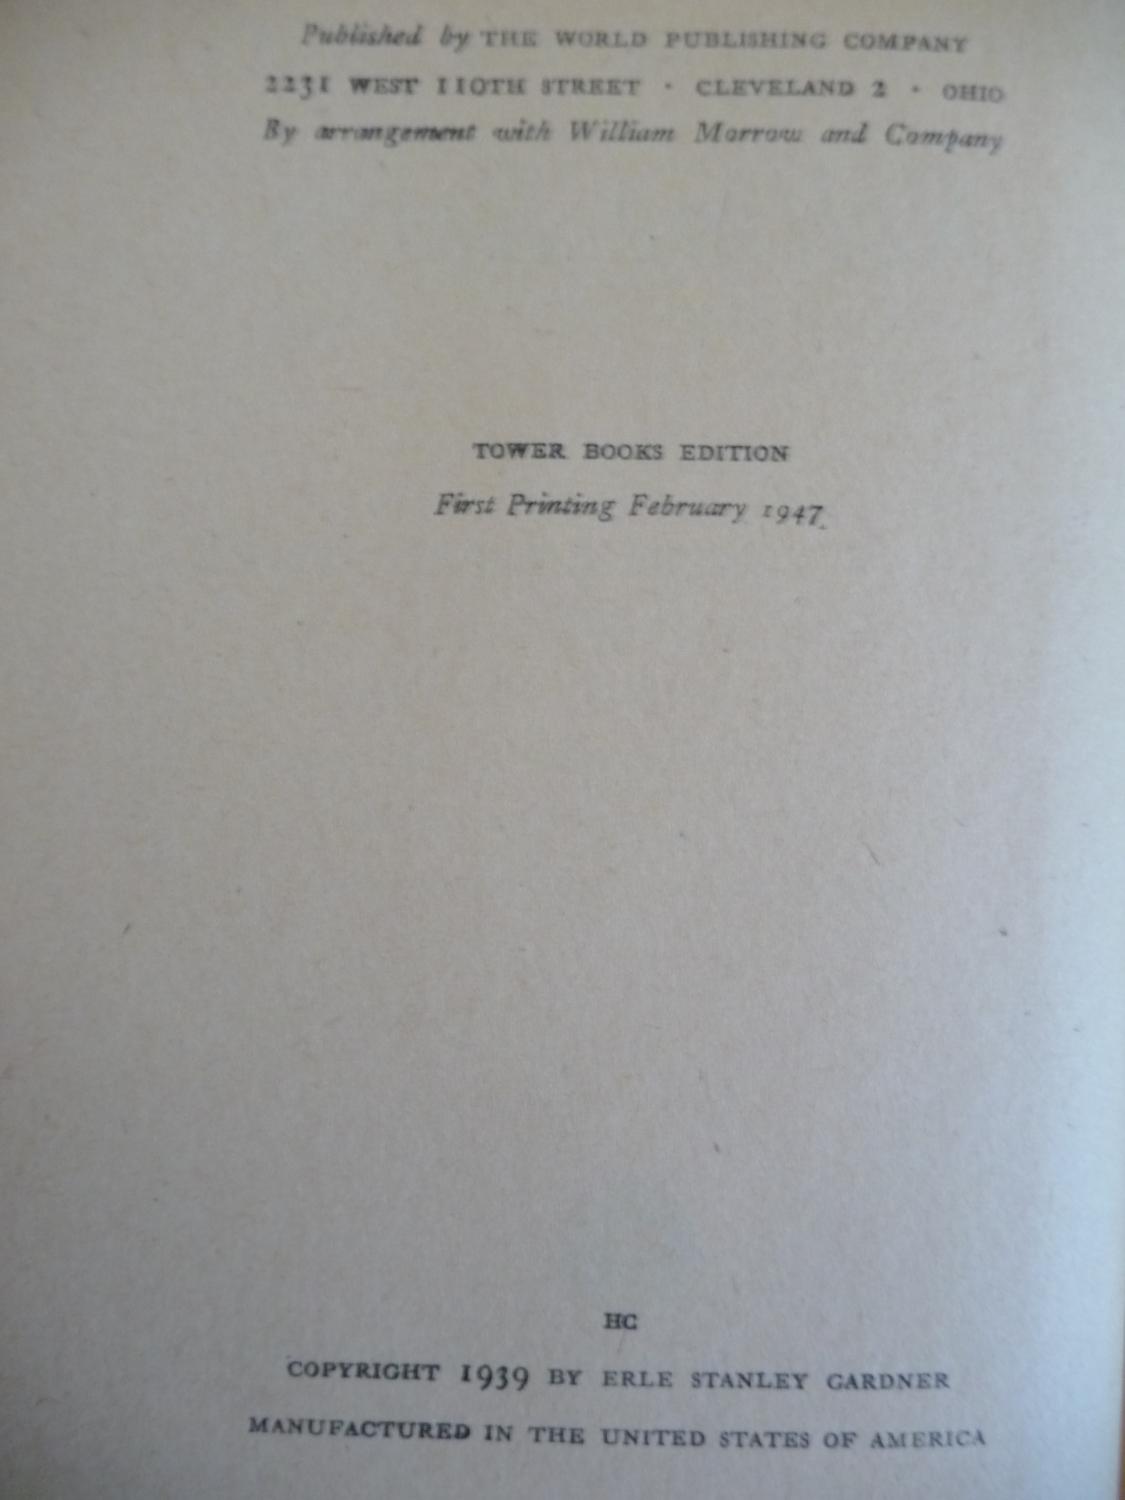 Published by THE WORLD PUBLISHING COMPANY
2231 WEST 110TH STREET · CLEVELAND 2 · OHIO
By arrangement with William Morrow and Company
TOWER BOOKS EDITION
First Printing February 1947
HC
COPYRIGHT 1939 BY ERLE STANLEY GARDNER
MANUFACTURED IN THE UNITED STATES OF AMERICA